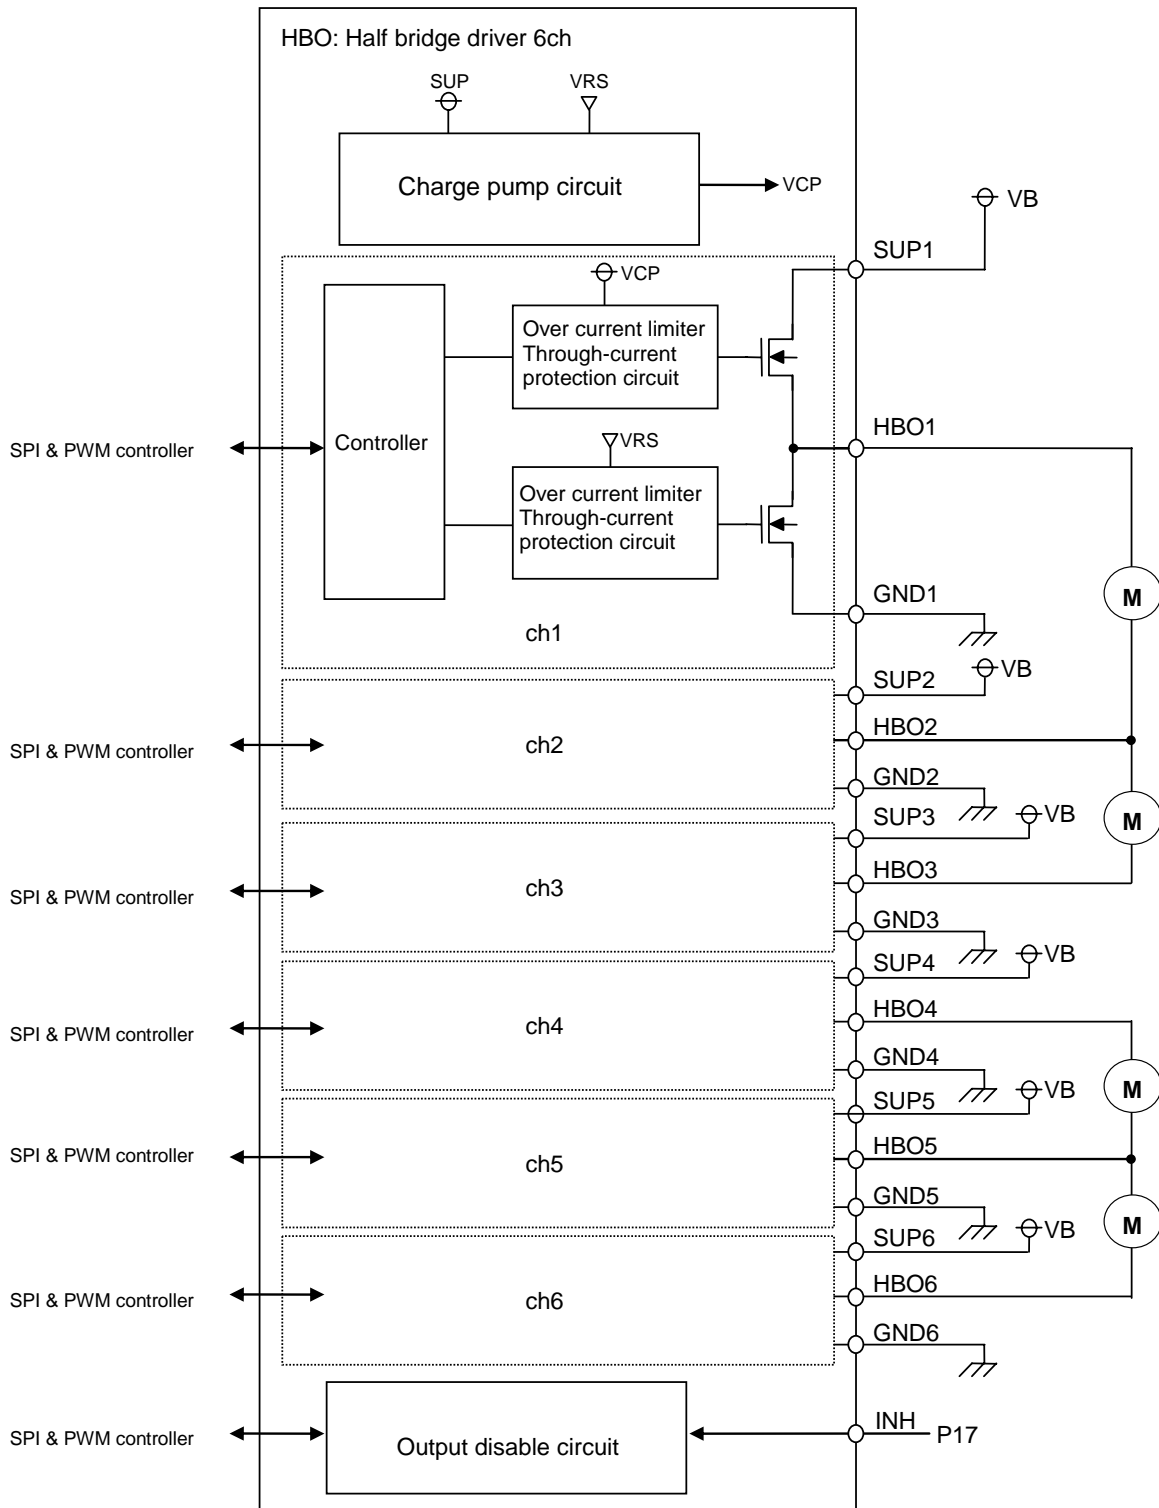 HBO: Half bridge driver 6ch
SUP
VRS
Charge pump circuit
VCP
VB
SUP1
VCP
Over current limiter
Through-current
protection circuit
HBO1
SPI & PWM controller
Controller
VRS
Over current limiter
Through-current
protection circuit
GND1
M
ch1
SUP2
VB
SPI & PWM controller
ch2
HBO2
GND2
SUP3
VB
M
SPI & PWM controller
ch3
HBO3
GND3
SUP4
VB
SPI & PWM controller
ch4
HBO4
GND4
SUP5
VB
M
SPI & PWM controller
ch5
HBO5
GND5
SUP6
VB
M
SPI & PWM controller
ch6
HBO6
GND6
SPI & PWM controller
Output disable circuit
INH
P17